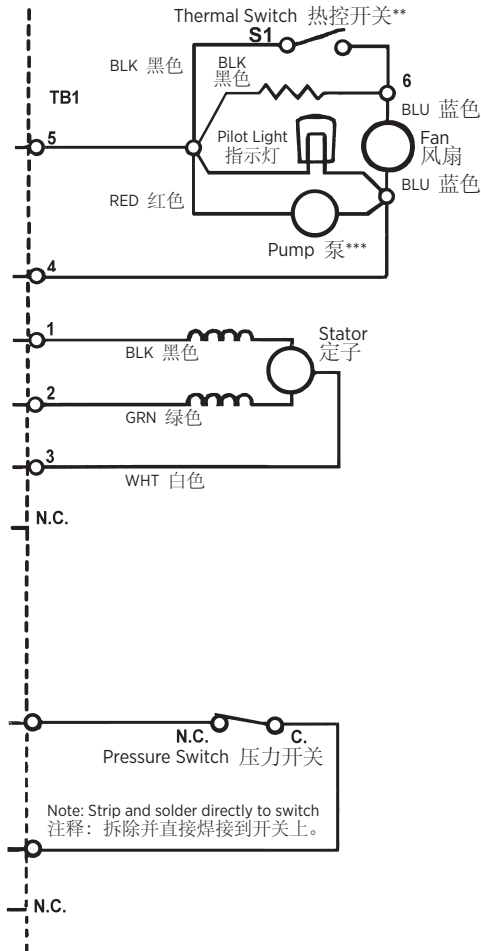 Thermal Switch 热控开关**
S1
BLK 黑色
BLK
黑色
6
TB1
BLU 蓝色
5
Pilot Light
指示灯
Fan
风扇
BLU 蓝色
RED 红色
Pump 泵***
4
1
Stator
定子
BLK 黑色
2
GRN 绿色
3
WHT 白色
N.C.
N.C.
C.
Pressure Switch 压力开关
Note: Strip and solder directly to switch
注释：拆除并直接焊接到开关上。
N.C.